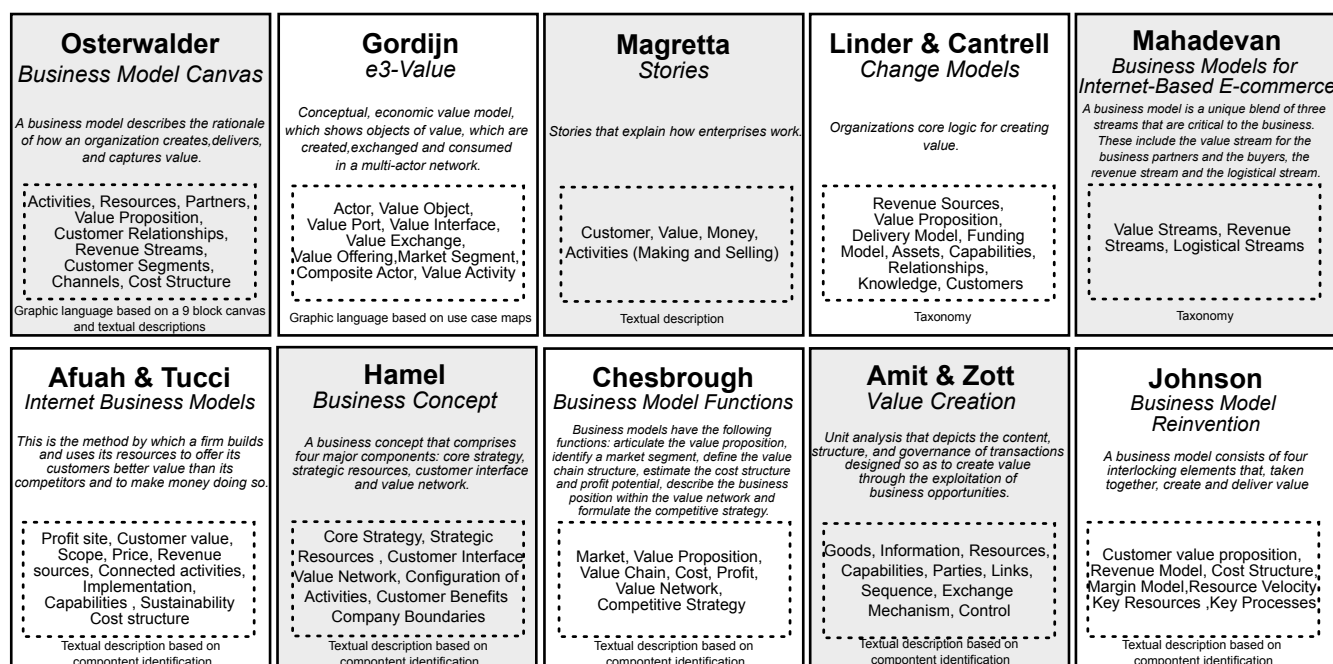 Osterwalder
Business Model Canvas
A business model describes the rationale
of how an organization creates,delivers,
and captures value.
Activities, Resources, Partners,
Value Proposition,
Customer Relationships,
Revenue Streams,
Customer Segments,
Channels, Cost Structure
Graphic language based on a 9 block canvas
and textual descriptions
Gordijn
e3-Value
Conceptual, economic value model,
which shows objects of value, which are
created,exchanged and consumed
in a multi-actor network.
Actor, Value Object,
Value Port, Value Interface,
Value Exchange,
Value Offering,Market Segment,
Composite Actor, Value Activity
Graphic language based on use case maps
Magretta
Stories
Stories that explain how enterprises work.
Customer, Value, Money,
Activities (Making and Selling)
Textual description
Linder & Cantrell
Change Models
Organizations core logic for creating
value.
Revenue Sources,
Value Proposition,
Delivery Model, Funding
Model, Assets, Capabilities,
Relationships,
Knowledge, Customers
Taxonomy
Mahadevan
Business Models for
Internet-Based E-commerce
A business model is a unique blend of three
streams that are critical to the business.
These include the value stream for the
business partners and the buyers, the
revenue stream and the logistical stream.
Value Streams, Revenue
Streams, Logistical Streams
Taxonomy
Afuah & Tucci
Internet Business Models
This is the method by which a firm builds
and uses its resources to offer its
customers better value than its
competitors and to make money doing so.
Profit site, Customer value,
Scope, Price, Revenue
sources, Connected activities,
Implementation,
Capabilities , Sustainability
Cost structure
Textual description based on
compontent identification
Hamel
Business Concept
A business concept that comprises
four major components: core strategy,
strategic resources, customer interface
and value network.
Core Strategy, Strategic
Resources , Customer Interface
Value Network, Configuration of
Activities, Customer Benefits
Company Boundaries
Textual description based on
compontent identification
Chesbrough
Business Model Functions
Business models have the following
functions: articulate the value proposition,
identify a market segment, define the value
chain structure, estimate the cost structure
and profit potential, describe the business
position within the value network and
formulate the competitive strategy.
Market, Value Proposition,
Value Chain, Cost, Profit,
Value Network,
Competitive Strategy
Textual description based on
compontent identification
Amit & Zott
Value Creation
Unit analysis that depicts the content,
structure, and governance of transactions
designed so as to create value
through the exploitation of
business opportunities.
Goods, Information, Resources,
Capabilities, Parties, Links,
Sequence, Exchange
Mechanism, Control
Textual description based on
compontent identification
Johnson
Business Model
Reinvention
A business model consists of four
interlocking elements that, taken
together, create and deliver value
Customer value proposition,
Revenue Model, Cost Structure,
Margin Model,Resource Velocity,
Key Resources ,Key Processes
Textual description based on
compontent identification